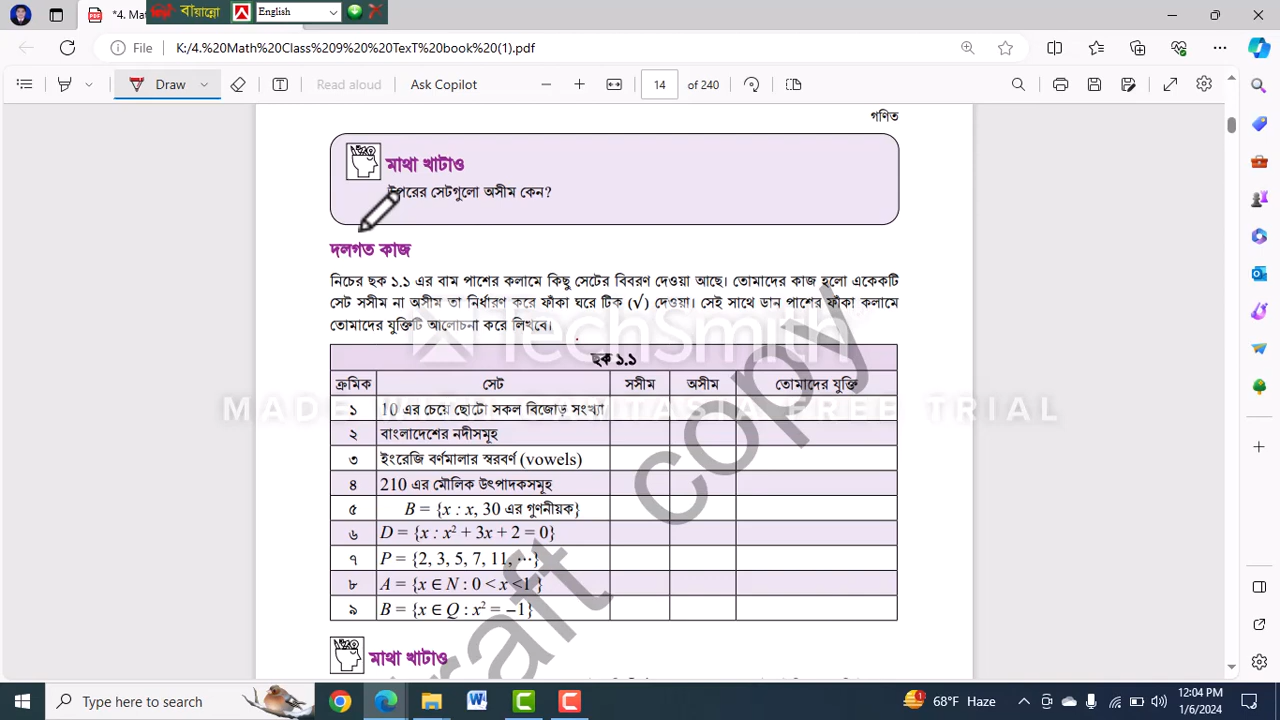 *4. Ma
বায়ান্নো
English
File
K:/4.%20Math%20Class%209%20%20TexT%20book%20(1).pdf
Draw
Read aloud
Ask Copilot
14
of 240
গণিত
মাথা খাটাও
উপরের সেটগুলো অসীম কেন?
দলগত কাজ
নিচের ছক ১.১ এর বাম পাশের কলামে কিছু সেটের বিবরণ দেওয়া আছে। তোমাদের কাজ হলো একেকটি
সেট সসীম না অসীম তা নির্ধারণ করে ফাঁকা ঘরে টিক (√) দেওয়া। সেই সাথে ডান পাশের ফাঁকা কলামে
তোমাদের যুক্তিটি আলোচনা করে লিখবে।
TechSmith
ছক ১.১
ক্রমিক সেট সসীম অসীম তোমাদের যুক্তি
MADE WITH CAMTASIA FREE TRIAL
১ 10 এর চেয়ে ছোটো সকল বিজোড় সংখ্যা
২ বাংলাদেশের নদীসমূহ
৩ ইংরেজি বর্ণমালার স্বরবর্ণ (vowels)
৪ 210 এর মৌলিক উৎপাদকসমূহ
৫ B = {x : x, 30 এর গুণনীয়ক}
৬ D = {x : x² + 3x + 2 = 0}
৭ P = {2, 3, 5, 7, 11, ···}
৮ A = {x ∈ N : 0 < x <1 }
৯ B = {x ∈ Q : x² = –1}
raft copy
মাথা খাটাও
Type here to search
68°F Haze
12:04 PM
1/6/2024